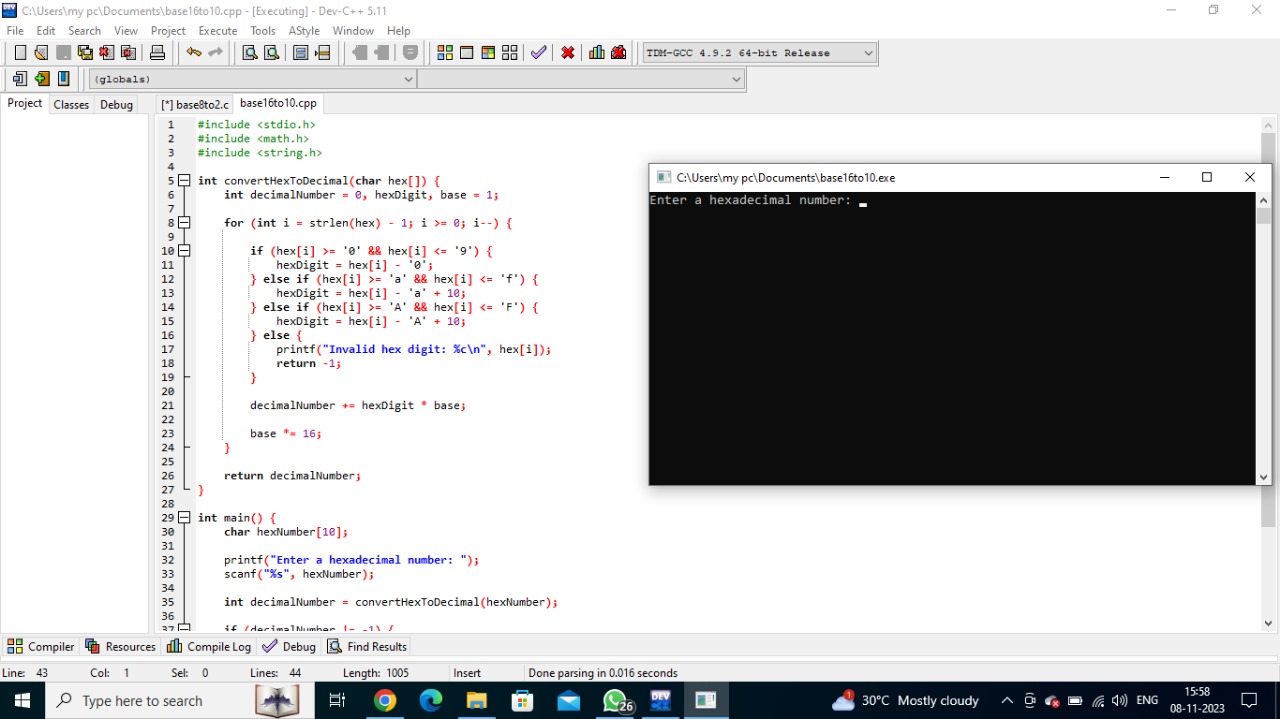 C:\Users\my pc\Documents\base16to10.cpp - [Executing] - Dev-C++ 5.11
File Edit Search View Project Execute Tools AStyle Window Help
TDM-GCC 4.9.2 64-bit Release
(globals)
Project Classes Debug [*] base8to2.c base16to10.cpp
1 #include <stdio.h>
2 #include <math.h>
3 #include <string.h>
4
5 int convertHexToDecimal(char hex[]) {
6 int decimalNumber = 0, hexDigit, base = 1;
7
8 for (int i = strlen(hex) - 1; i >= 0; i--) {
9
10 if (hex[i] >= '0' && hex[i] <= '9') {
11 hexDigit = hex[i] - '0';
12 } else if (hex[i] >= 'a' && hex[i] <= 'f') {
13 hexDigit = hex[i] - 'a' + 10;
14 } else if (hex[i] >= 'A' && hex[i] <= 'F') {
15 hexDigit = hex[i] - 'A' + 10;
16 } else {
17 printf("Invalid hex digit: %c\n", hex[i]);
18 return -1;
19 }
20
21 decimalNumber += hexDigit * base;
22
23 base *= 16;
24 }
25
26 return decimalNumber;
27 }
28
29 int main() {
30 char hexNumber[10];
31
32 printf("Enter a hexadecimal number: ");
33 scanf("%s", hexNumber);
34
35 int decimalNumber = convertHexToDecimal(hexNumber);
36
37 if (decimalNumber != -1) {
C:\Users\my pc\Documents\base16to10.exe
Enter a hexadecimal number:
Compiler Resources Compile Log Debug Find Results
Line: 43 Col: 1 Sel: 0 Lines: 44 Length: 1005 Insert Done parsing in 0.016 seconds
Type here to search
26
DEV
1
30°C Mostly cloudy
ENG
15:58
08-11-2023